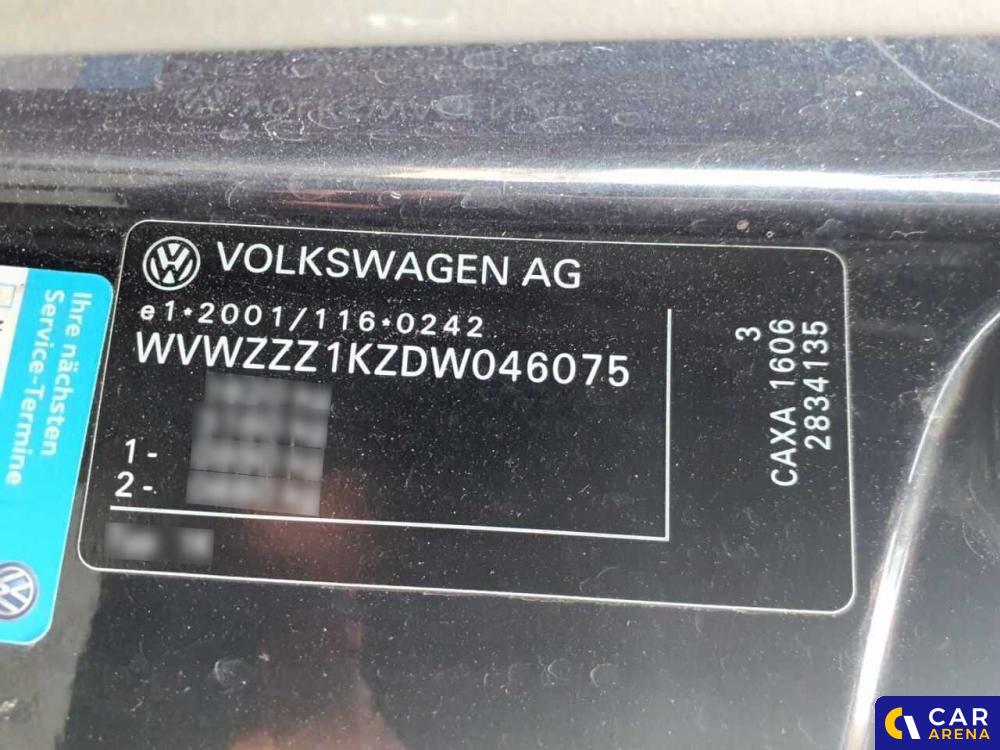 VOLKSWAGEN AG
e1*2001/116*0242
WVWZZZ1KZDW046075
1-
2-
3
CAXA 1606
2834135
Ihre nächsten
Service-Termine
CAR
ARENA